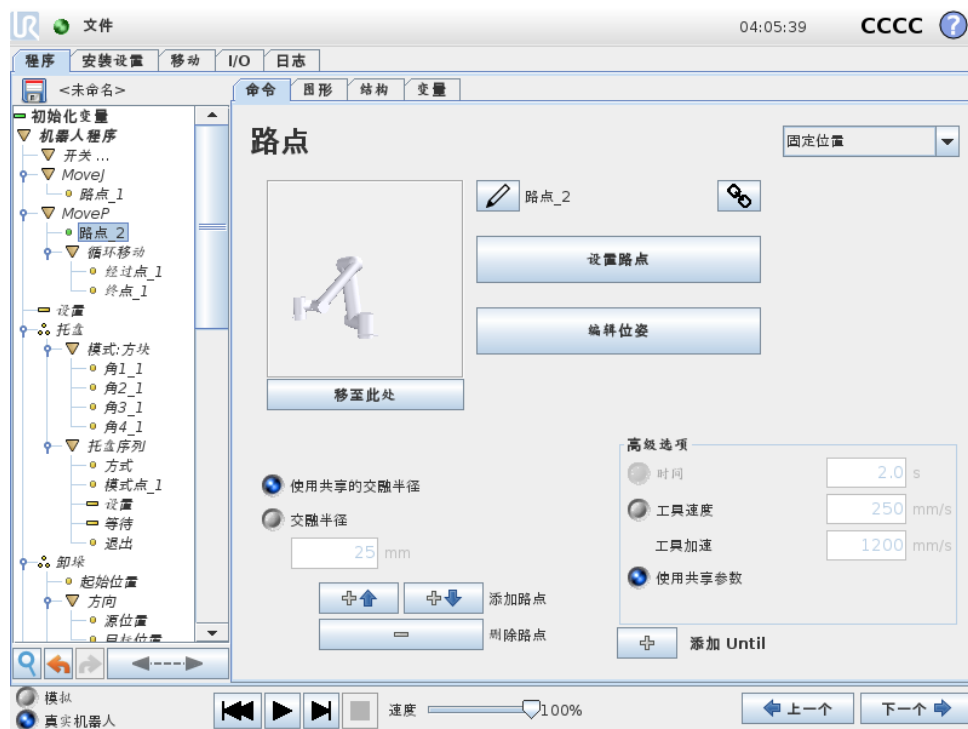 UR 文件 04:05:39 CCCC ?
程序 安装设置 移动 I/O 日志
<未命名> 命令 图形 结构 变量
初始化变量
机器人程序
开关 ...
MoveJ
路点_1
MoveP
路点_2
循环移动
经过点_1
终点_1
设置
托盘
模式:方块
角1_1
角2_1
角3_1
角4_1
托盘序列
方式
模式点_1
设置
等待
退出
卸垛
起始位置
方向
源位置
目标位置
路点 固定位置
路点_2
设置路点
编辑位姿
移至此处
使用共享的交融半径
交融半径
25 mm
添加路点
删除路点
高级选项
时间 2.0 s
工具速度 250 mm/s
工具加速 1200 mm/s
使用共享参数
添加 Until
模拟
真实机器人
速度 100% 上一个 下一个